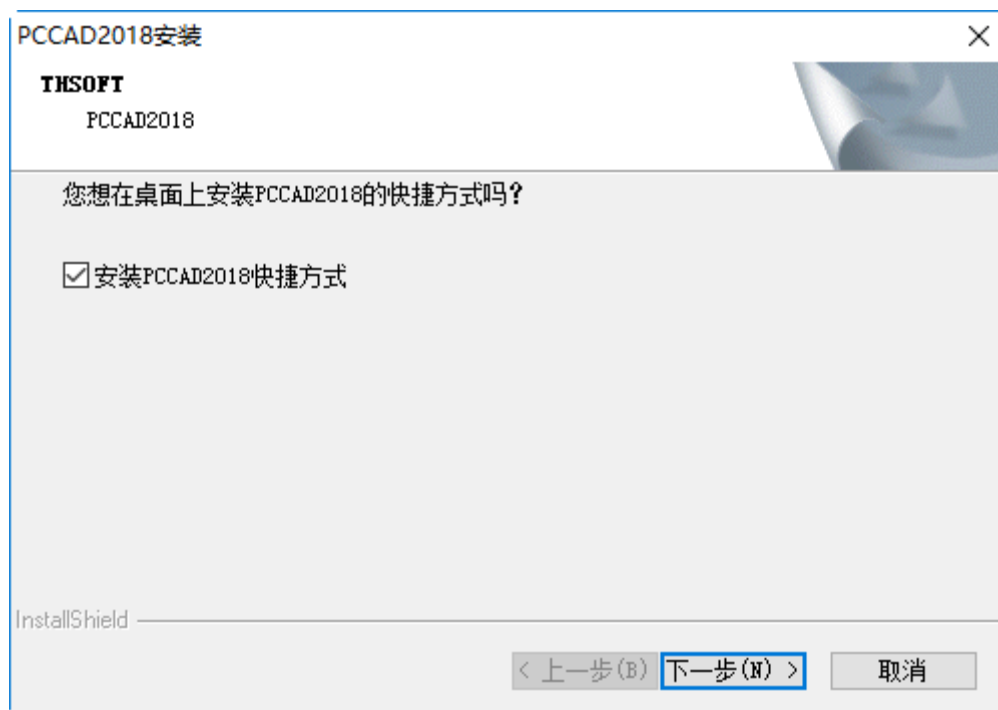 PCCAD2018安装
THSOFT
PCCAD2018
您想在桌面上安装PCCAD2018的快捷方式吗?
安装PCCAD2018快捷方式
InstallShield
< 上一步(B) 下一步(N) > 取消